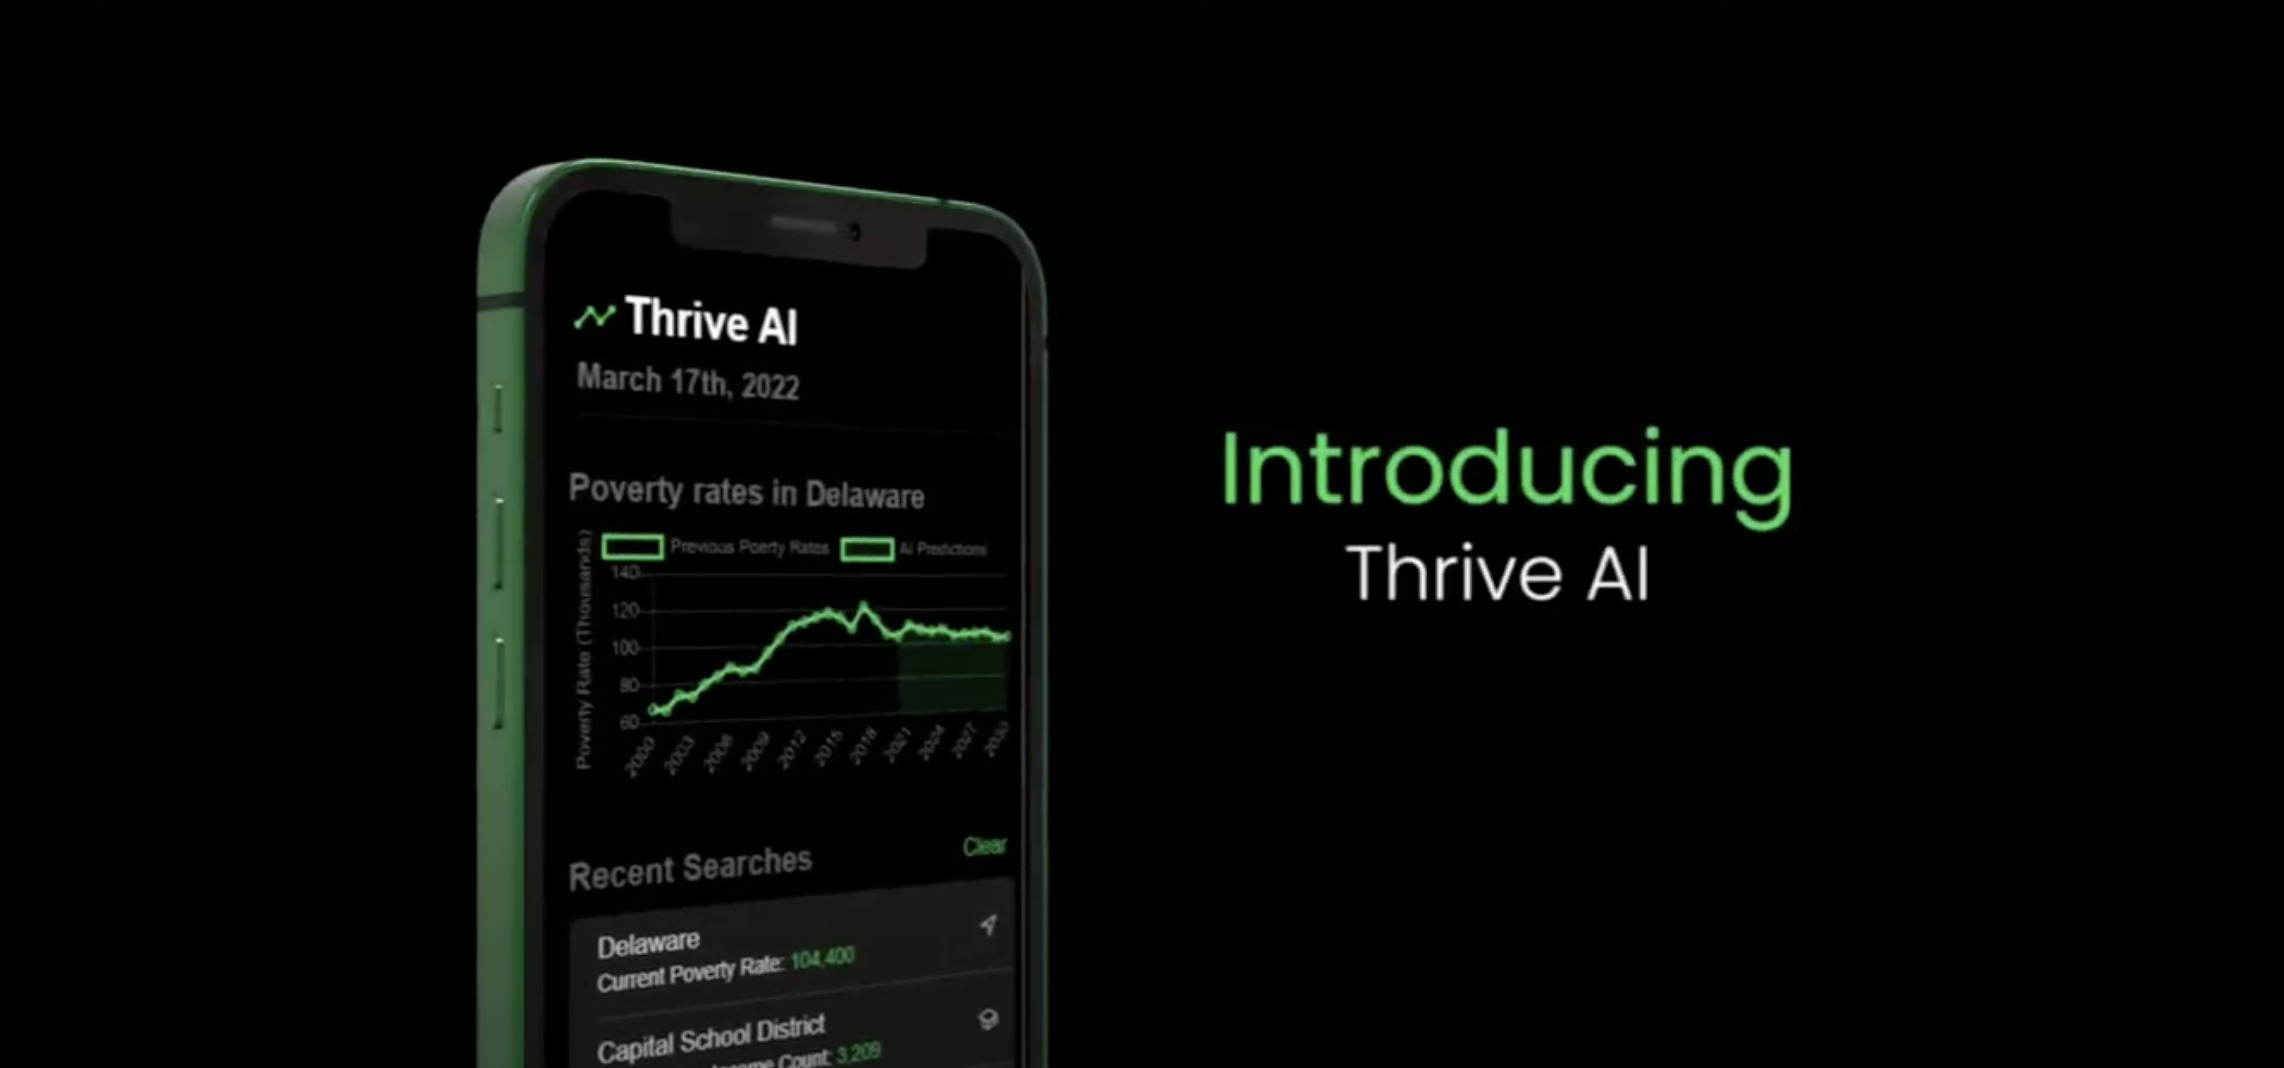 Thrive AI
March 17th, 2022
Poverty rates in Delaware
Previous Poerty Rates AI Predictions
Poverty Rate (Thousands)
140
120
100
80
60
2000 2003 2006 2009 2012 2015 2018 2021 2024 2027 2030
Recent Searches Clear
Delaware
Current Poverty Rate: 104,400
Capital School District
Count: 3,209
Introducing
Thrive AI